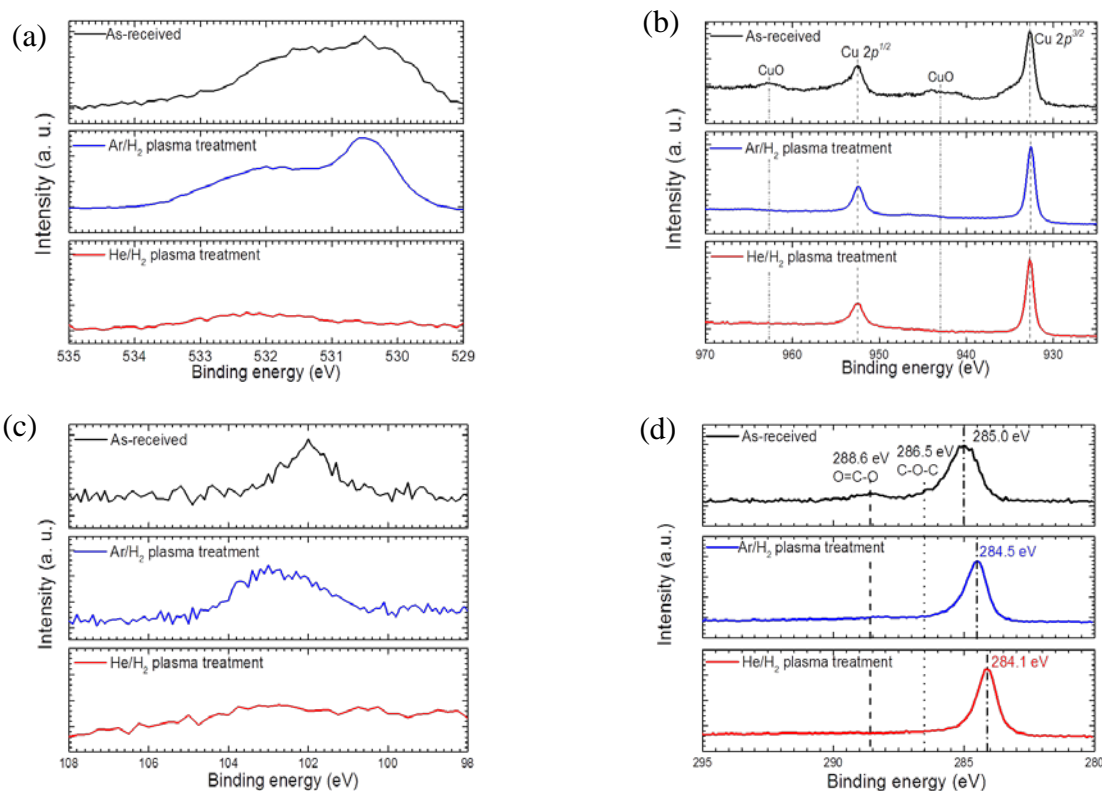 (a)
As-received
Ar/H₂ plasma treatment
He/H₂ plasma treatment
Intensity (a. u.)
535 534 533 532 531 530 529
Binding energy (eV)
(b)
As-received
Cu 2p^1/2
Cu 2p^3/2
CuO
CuO
Ar/H₂ plasma treatment
He/H₂ plasma treatment
Intensity (a. u.)
970 960 950 940 930
Binding energy (eV)
(c)
As-received
Ar/H₂ plasma treatment
He/H₂ plasma treatment
Intensity (a. u.)
108 106 104 102 100 98
Binding energy (eV)
(d)
As-received
285.0 eV
288.6 eV
O=C-O
286.5 eV
C-O-C
Ar/H₂ plasma treatment
284.5 eV
He/H₂ plasma treatment
284.1 eV
Intensity (a.u.)
295 290 285 280
Binding energy (eV)